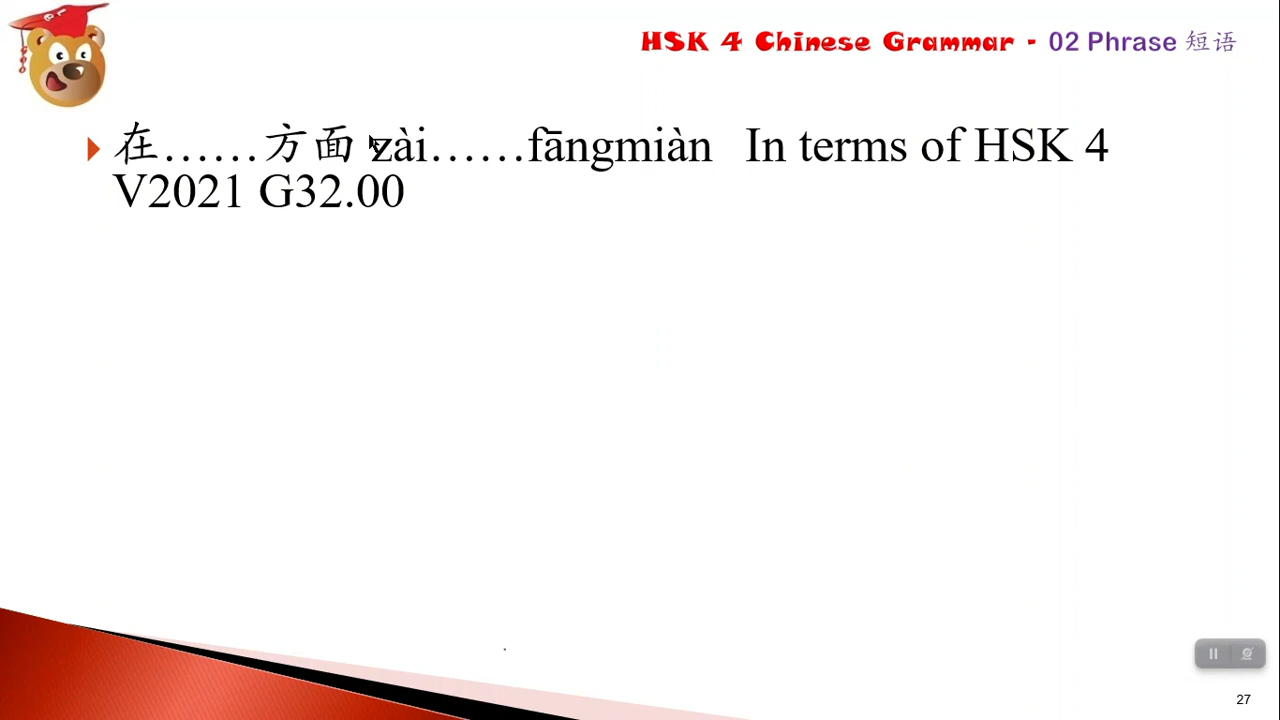 HSK 4 Chinese Grammar - 02 Phrase 短语
在……方面 zài……fāngmiàn In terms of HSK 4
V2021 G32.00
27